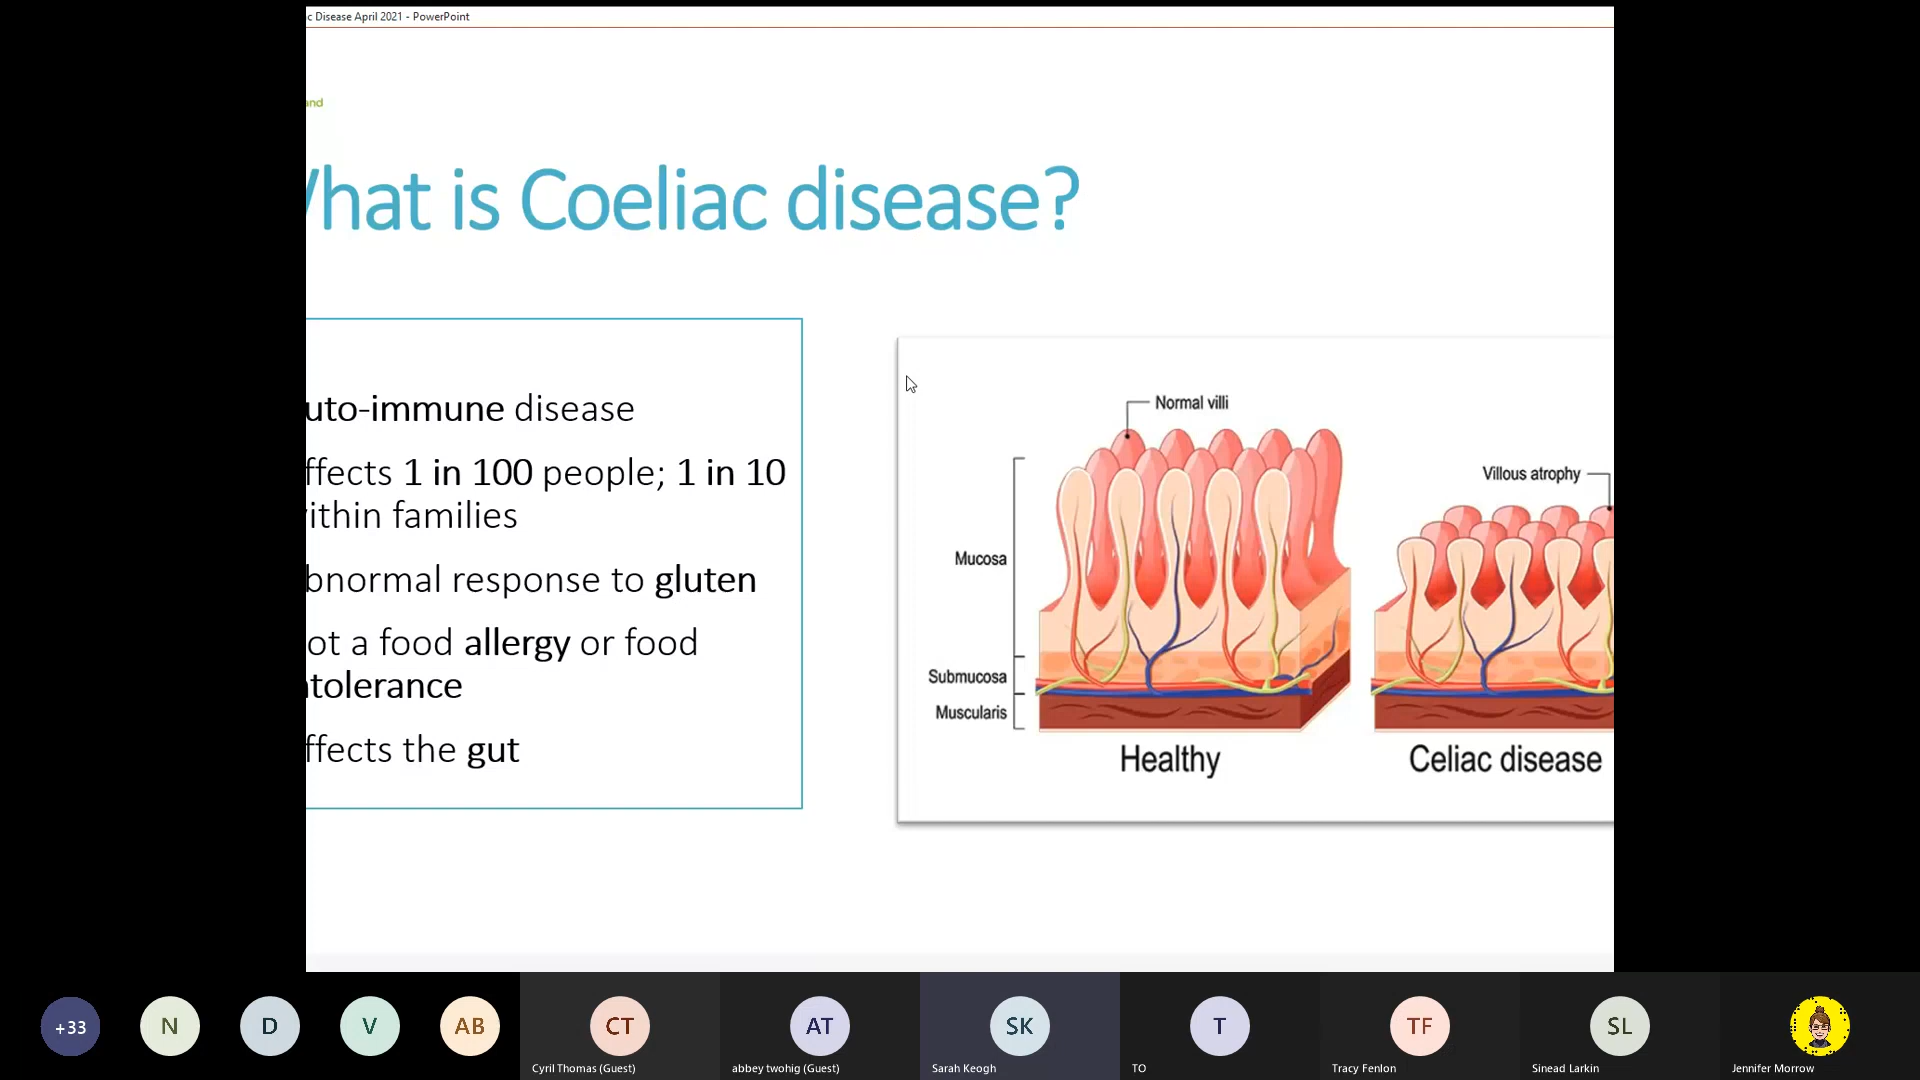 c Disease April 2021 - PowerPoint
and
What is Coeliac disease?
uto-immune disease
ffects 1 in 100 people; 1 in 10
ithin families
bnormal response to gluten
ot a food allergy or food
ntolerance
ffects the gut
Normal villi
Villous atrophy
Mucosa
Submucosa
Muscularis
Healthy
Celiac disease
+33
N
D
V
AB
CT
AT
SK
T
TF
SL
Cyril Thomas (Guest)
abbey twohig (Guest)
Sarah Keogh
TO
Tracy Fenlon
Sinead Larkin
Jennifer Morrow